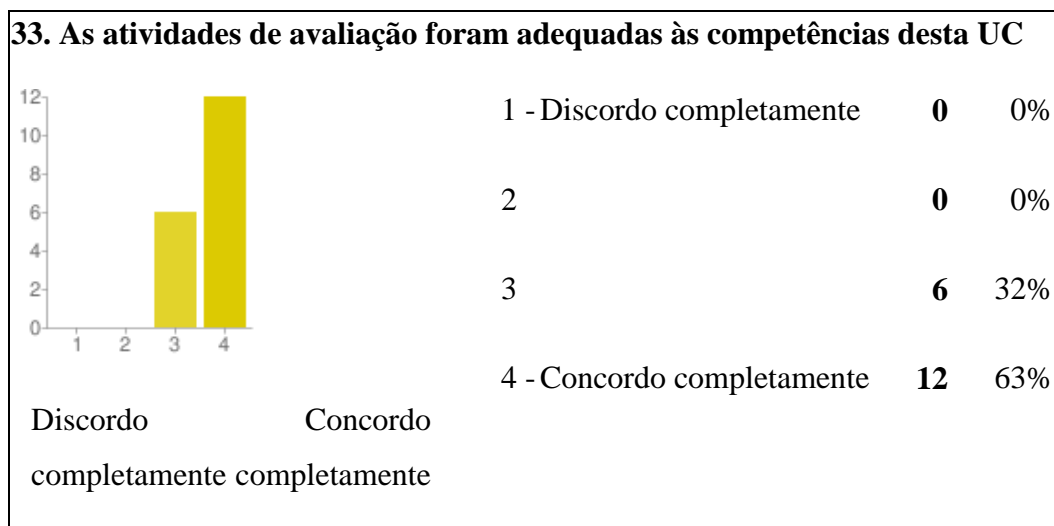 33. As atividades de avaliação foram adequadas às competências desta UC
12
10
8
6
4
2
0
1 2 3 4
Discordo Concordo
completamente completamente
1 - Discordo completamente 0 0%
2 0 0%
3 6 32%
4 - Concordo completamente 12 63%